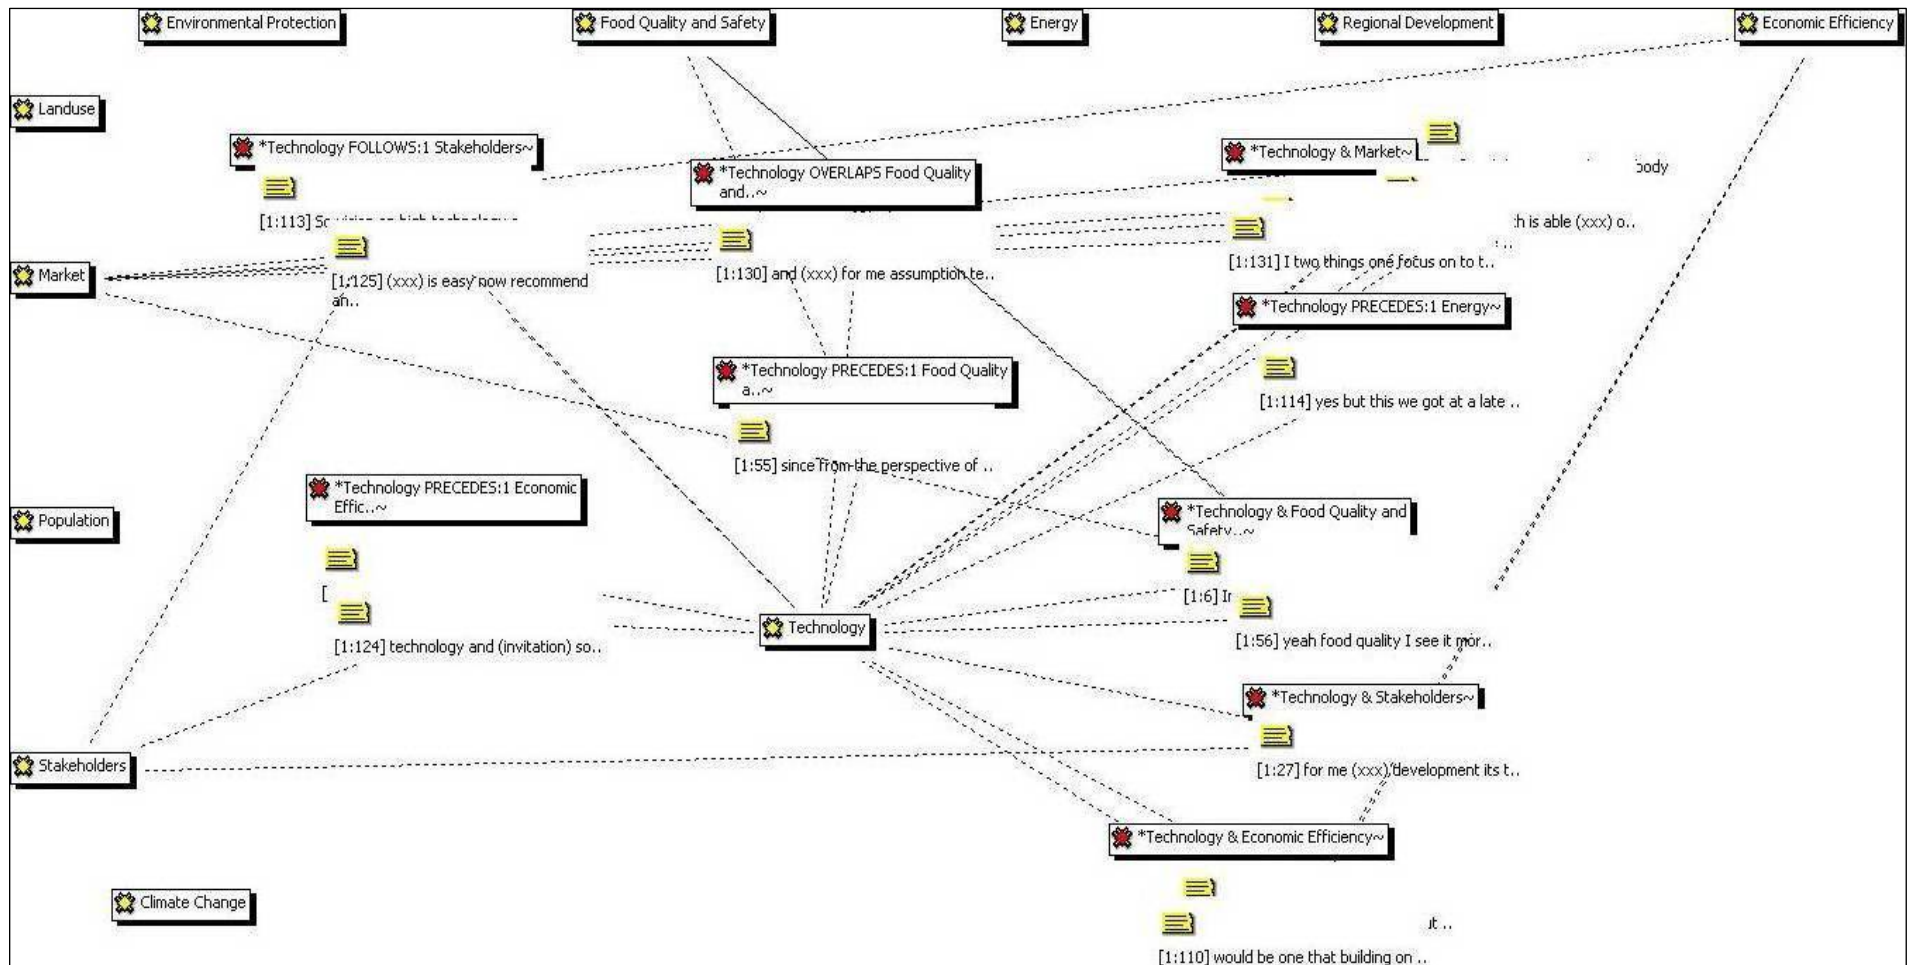 Environmental Protection
Food Quality and Safety
Energy
Regional Development
Economic Efficiency
Landuse
*Technology FOLLOWS:1 Stakeholders~
*Technology OVERLAPS Food Quality
and..~
*Technology & Market~
body
[1:113] So
h is able (xxx) o..
Market
[1:125] (xxx) is easy now recommend
an..
[1:130] and (xxx) for me assumption te..
[1:131] I two things one focus on to t..
*Technology PRECEDES:1 Energy~
*Technology PRECEDES:1 Food Quality
a..~
[1:114] yes but this we got at a late ..
[1:55] since from the perspective of ..
*Technology PRECEDES:1 Economic
Effic..~
Population
*Technology & Food Quality and
Safety..~
[
[1:6]
Technology
[1:124] technology and (invitation) so..
[1:56] yeah food quality I see it mor..
*Technology & Stakeholders~
Stakeholders
[1:27] for me (xxx) development its t..
*Technology & Economic Efficiency~
Climate Change
[1:110] would be one that building on ..